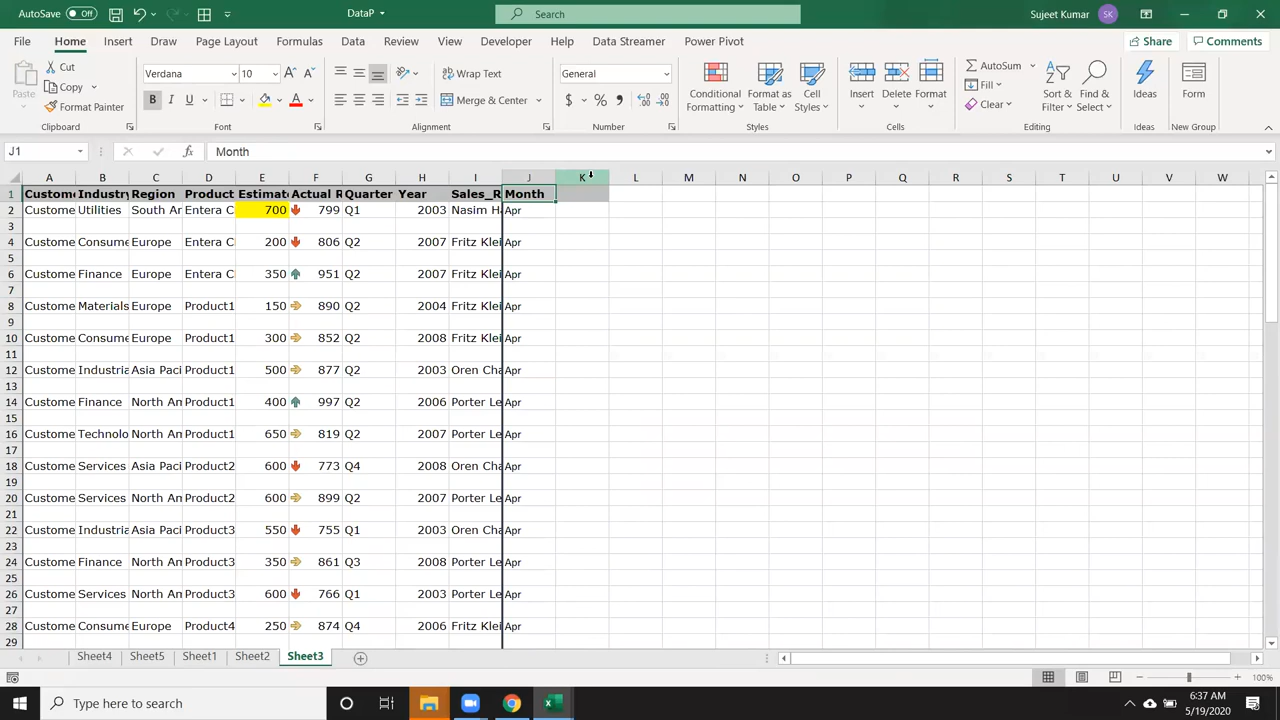 AutoSave Off DataP Search Sujeet Kumar SK
File Home Insert Draw Page Layout Formulas Data Review View Developer Help Data Streamer Power Pivot Share Comments
Paste Cut Copy Format Painter Verdana 10 B I U Wrap Text Merge & Center General Conditional Formatting Format as Table Cell Styles Insert Delete Format AutoSum Fill Clear Sort & Filter Find & Select Ideas Form
Clipboard Font Alignment Number Styles Cells Editing Ideas New Group
J1 fx Month
A B C D E F G H I J K L M N O P Q R S T U V W
1 Custome Industry Region Product Estimate Actual R Quarter Year Sales_R Month
2 Custome Utilities South Ar Entera C 700 799 Q1 2003 Nasim H Apr
3
4 Custome Consume Europe Entera C 200 806 Q2 2007 Fritz Klei Apr
5
6 Custome Finance Europe Entera C 350 951 Q2 2007 Fritz Klei Apr
7
8 Custome Materials Europe Product1 150 890 Q2 2004 Fritz Klei Apr
9
10 Custome Consume Europe Product1 300 852 Q2 2008 Fritz Klei Apr
11
12 Custome Industria Asia Paci Product1 500 877 Q2 2003 Oren Cha Apr
13
14 Custome Finance North An Product1 400 997 Q2 2006 Porter Le Apr
15
16 Custome Technolo North An Product1 650 819 Q2 2007 Porter Le Apr
17
18 Custome Services Asia Paci Product2 600 773 Q4 2008 Oren Cha Apr
19
20 Custome Services North An Product2 600 899 Q2 2007 Porter Le Apr
21
22 Custome Industria Asia Paci Product3 550 755 Q1 2003 Oren Cha Apr
23
24 Custome Finance North An Product3 350 861 Q3 2008 Porter Le Apr
25
26 Custome Services North An Product3 600 766 Q1 2003 Porter Le Apr
27
28 Custome Consume Europe Product4 250 874 Q4 2006 Fritz Klei Apr
29
Sheet4 Sheet5 Sheet1 Sheet2 Sheet3
100%
Type here to search 6:37 AM
5/19/2020